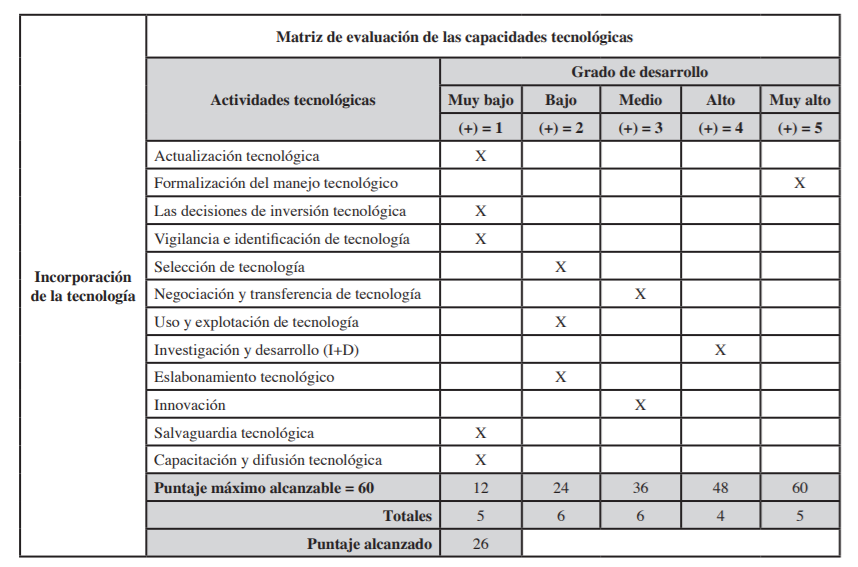 Matriz de evaluación de las capacidades tecnológicas
Actividades tecnológicas
Grado de desarrollo
Muy bajo Bajo Medio Alto Muy alto
(+) = 1 (+) = 2 (+) = 3 (+) = 4 (+) = 5
Incorporación
de la tecnología
Actualización tecnológica X
Formalización del manejo tecnológico X
Las decisiones de inversión tecnológica X
Vigilancia e identificación de tecnología X
Selección de tecnología X
Negociación y transferencia de tecnología X
Uso y explotación de tecnología X
Investigación y desarrollo (I+D) X
Eslabonamiento tecnológico X
Innovación X
Salvaguardia tecnológica X
Capacitación y difusión tecnológica X
Puntaje máximo alcanzable = 60 12 24 36 48 60
Totales 5 6 6 4 5
Puntaje alcanzado 26